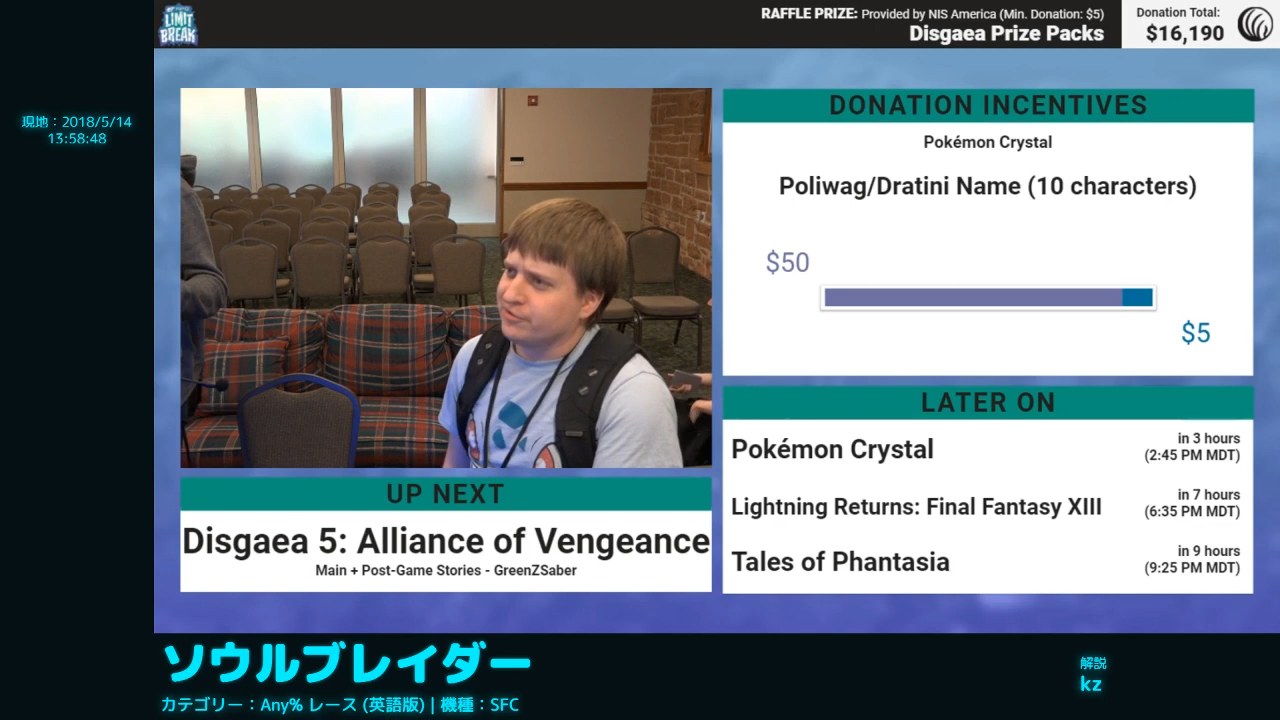 LIMIT
BREAK
RAFFLE PRIZE: Provided by NIS America (Min. Donation: $5)
Disgaea Prize Packs
Donation Total:
$16,190
現地：2018/5/14
13:58:48
DONATION INCENTIVES
Pokémon Crystal
Poliwag/Dratini Name (10 characters)
$50
$5
UP NEXT
Disgaea 5: Alliance of Vengeance
Main + Post-Game Stories - GreenZSaber
LATER ON
Pokémon Crystal
in 3 hours
(2:45 PM MDT)
Lightning Returns: Final Fantasy XIII
in 7 hours
(6:35 PM MDT)
Tales of Phantasia
in 9 hours
(9:25 PM MDT)
ソウルブレイダー
カテゴリー：Any% レース (英語版) | 機種：SFC
解説
kz